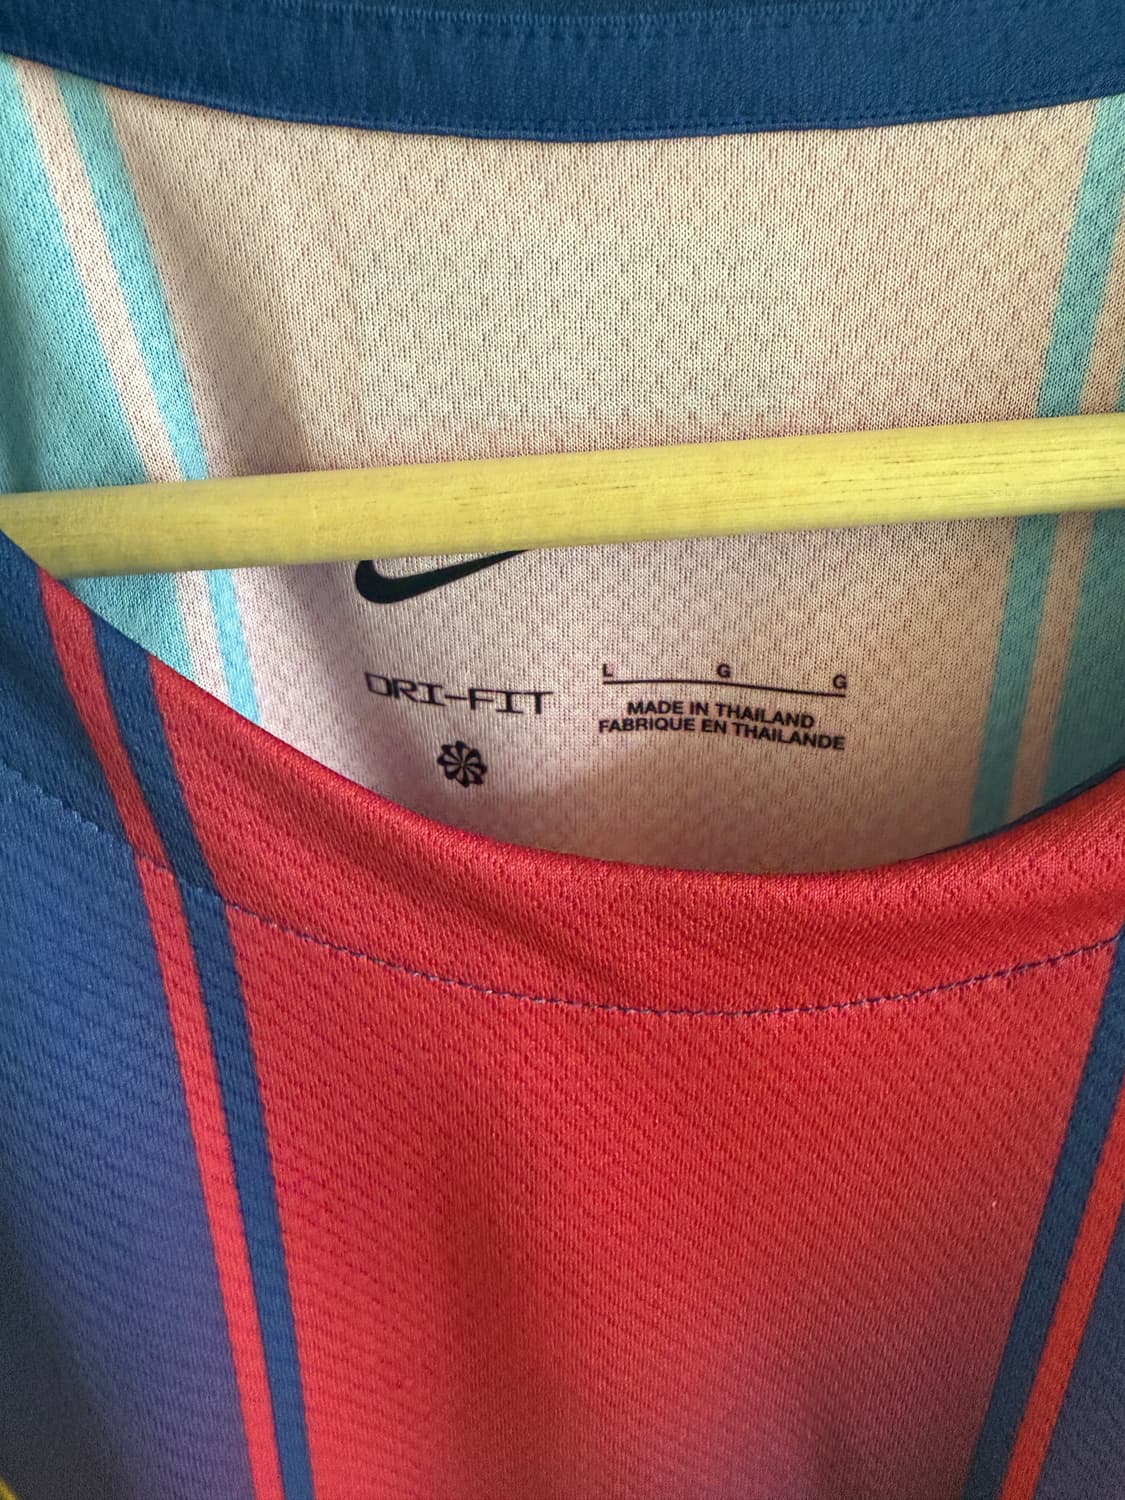 DRI-FIT
L G G
MADE IN THAILAND
FABRIQUE EN THAILANDE